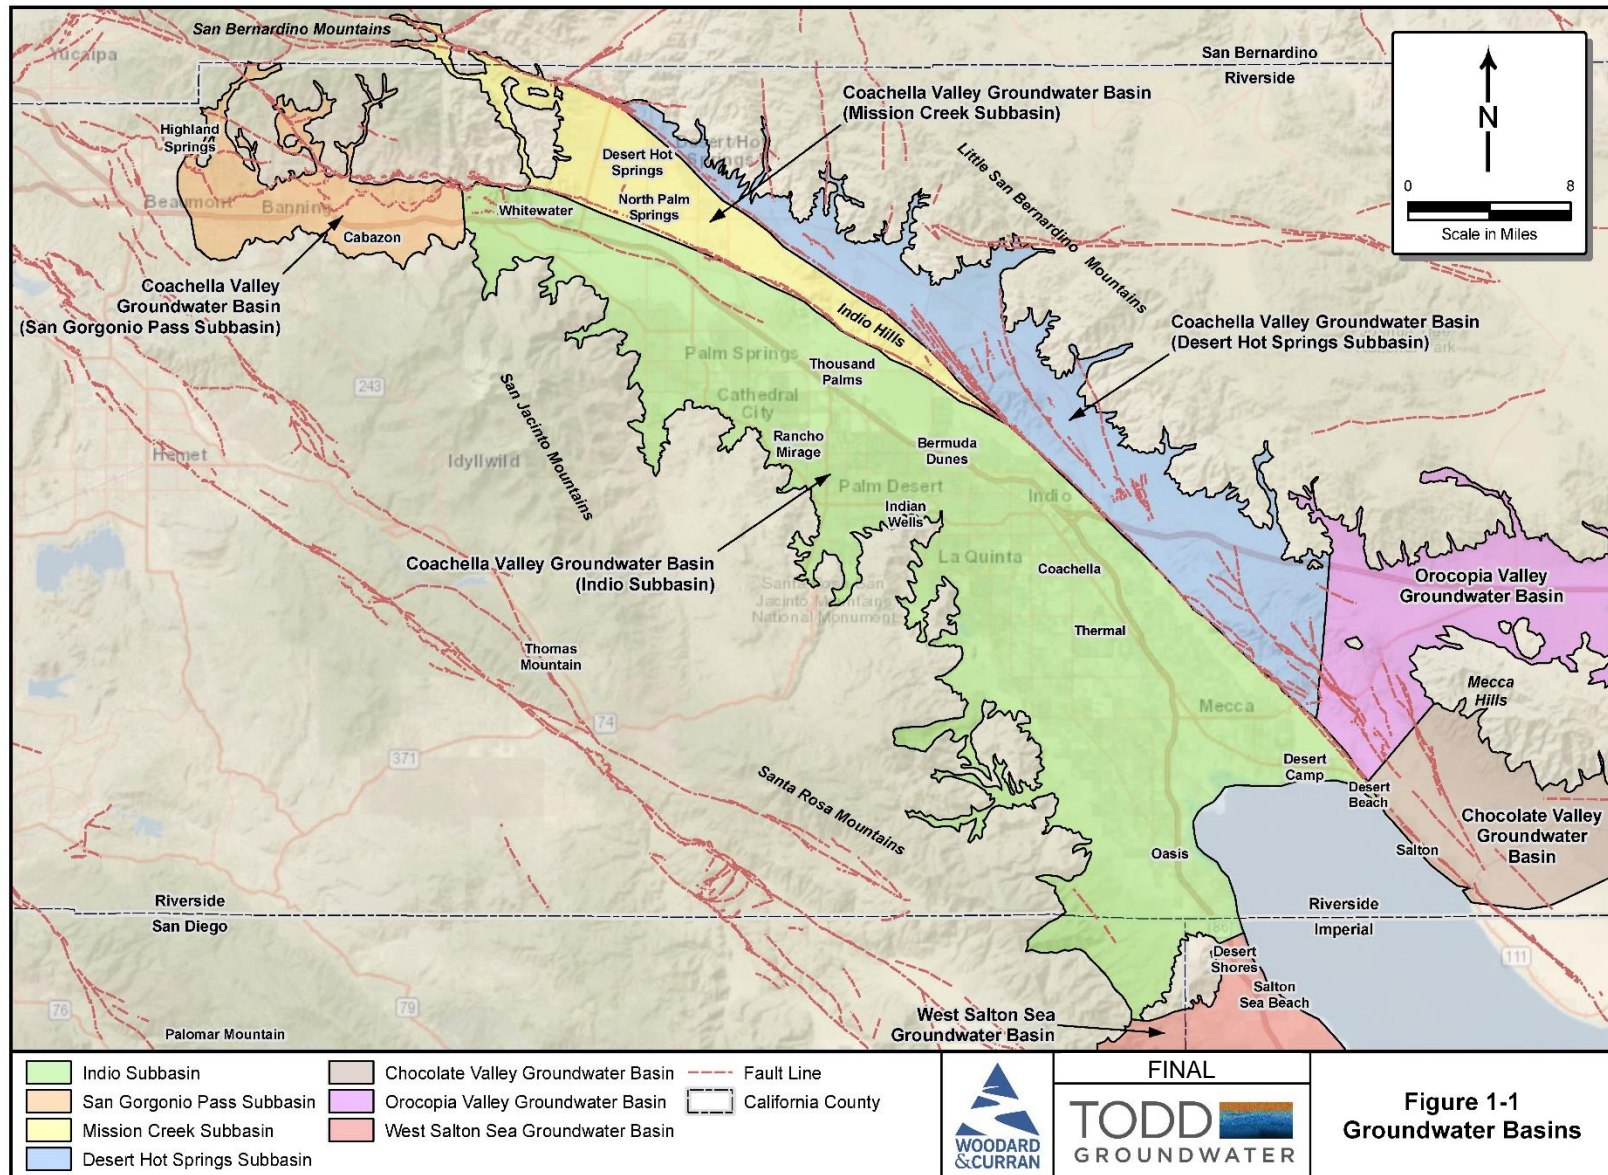 San Bernardino Mountains
Yucaipa
San Bernardino
Riverside
N
0 8
Scale in Miles
Coachella Valley Groundwater Basin
(Mission Creek Subbasin)
Highland
Springs
Desert Hot
Springs
Desert Hot
Springs
Little San Bernardino
Mountains
Beaumont
Banning
Cabazon
Whitewater
North Palm
Springs
Coachella Valley
Groundwater Basin
(San Gorgonio Pass Subbasin)
Indio Hills
Coachella Valley Groundwater Basin
(Desert Hot Springs Subbasin)
Palm Springs
Thousand
Palms
243
Cathedral
City
San Jacinto Mountains
Rancho
Mirage
Bermuda
Dunes
Hemet
Idyllwild
Palm Desert
Indio
Indian
Wells
Coachella Valley Groundwater Basin
(Indio Subbasin)
La Quinta
Coachella
Orocopia Valley
Groundwater Basin
Jacinto Mountains
National Monument
Thermal
Thomas
Mountain
Mecca
Hills
74
Mecca
371
Desert
Camp
Desert
Beach
Santa Rosa Mountains
Chocolate Valley
Groundwater
Basin
Salton
Oasis
Riverside
San Diego
Riverside
Imperial
86
111
Desert
Shores
Salton
Sea Beach
76
79
Palomar Mountain
West Salton Sea
Groundwater Basin
Indio Subbasin
San Gorgonio Pass Subbasin
Mission Creek Subbasin
Desert Hot Springs Subbasin
Chocolate Valley Groundwater Basin
Orocopia Valley Groundwater Basin
West Salton Sea Groundwater Basin
Fault Line
California County
WOODARD
&CURRAN
FINAL
TODD
GROUNDWATER
Figure 1-1
Groundwater Basins